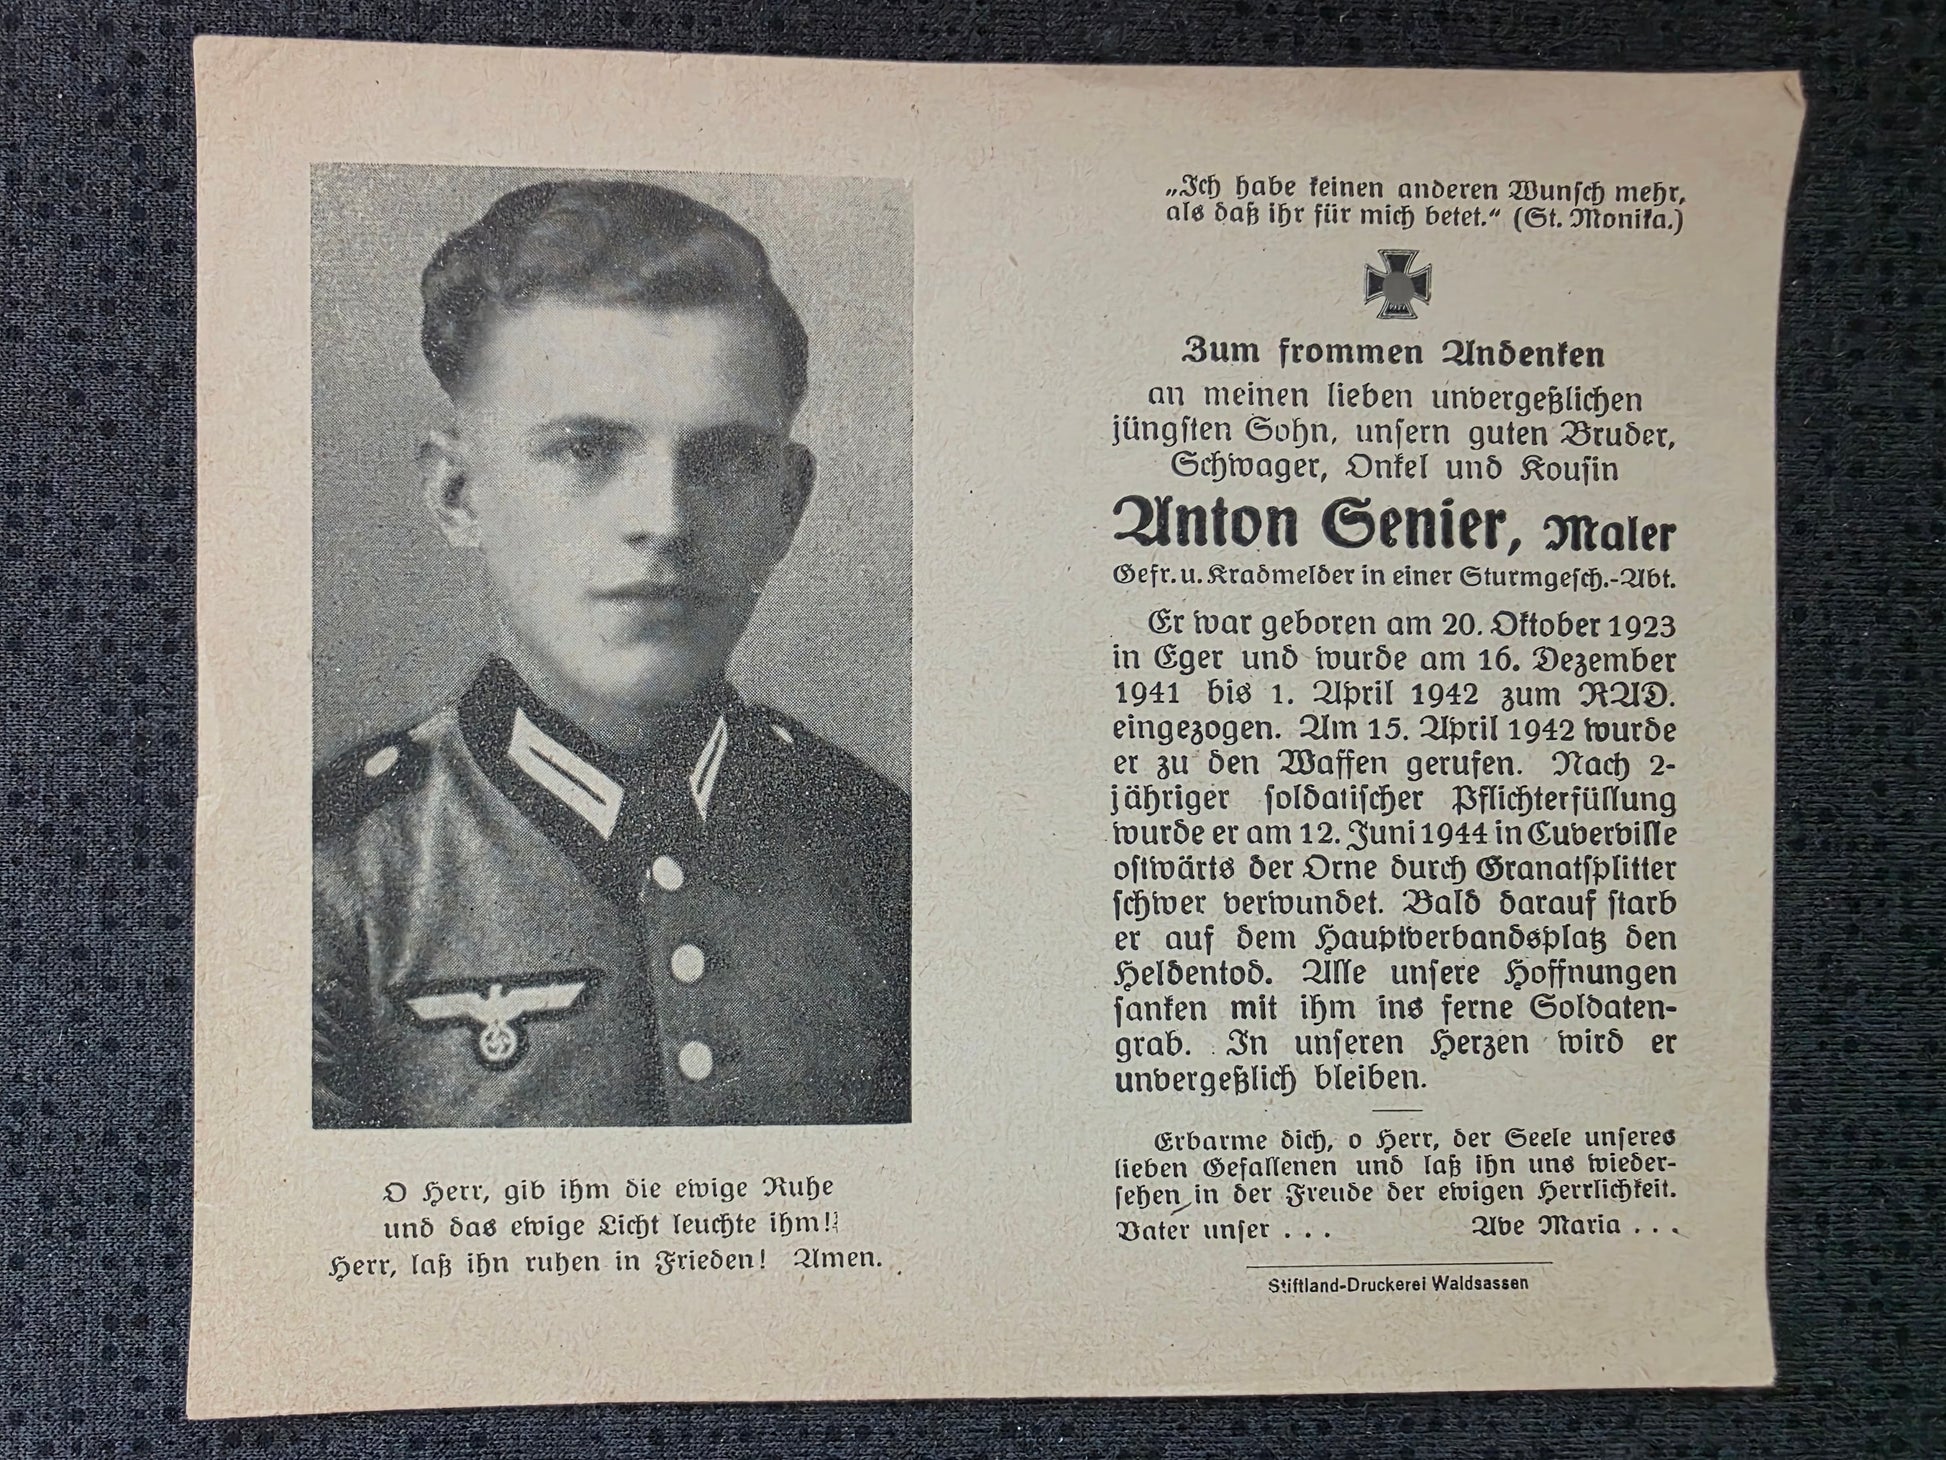 „Ich habe keinen anderen Wunsch mehr,
als daß ihr für mich betet.“ (St. Monika.)
Zum frommen Andenken
an meinen lieben unvergeßlichen
jüngsten Sohn, unsern guten Bruder,
Schwager, Onkel und Kousin
Anton Senier, Maler
Gefr. u. Kradmelder in einer Sturmgesch.-Abt.
Er war geboren am 20. Oktober 1923
in Eger und wurde am 16. Dezember
1941 bis 1. April 1942 zum RAD.
eingezogen. Am 15. April 1942 wurde
er zu den Waffen gerufen. Nach 2-
jähriger soldatischer Pflichterfüllung
wurde er am 12. Juni 1944 in Cuverville
ostwärts der Orne durch Granatsplitter
schwer verwundet. Bald darauf starb
er auf dem Hauptverbandsplatz den
Heldentod. Alle unsere Hoffnungen
sanken mit ihm ins ferne Soldaten-
grab. In unseren Herzen wird er
unvergeßlich bleiben.
Erbarme dich, o Herr, der Seele unseres
lieben Gefallenen und laß ihn uns wieder-
sehen in der Freude der ewigen Herrlichkeit.
Vater unser . . . Ave Maria . . .
Stiftland-Druckerei Waldsassen
O Herr, gib ihm die ewige Ruhe
und das ewige Licht leuchte ihm!
Herr, laß ihn ruhen in Frieden! Amen.